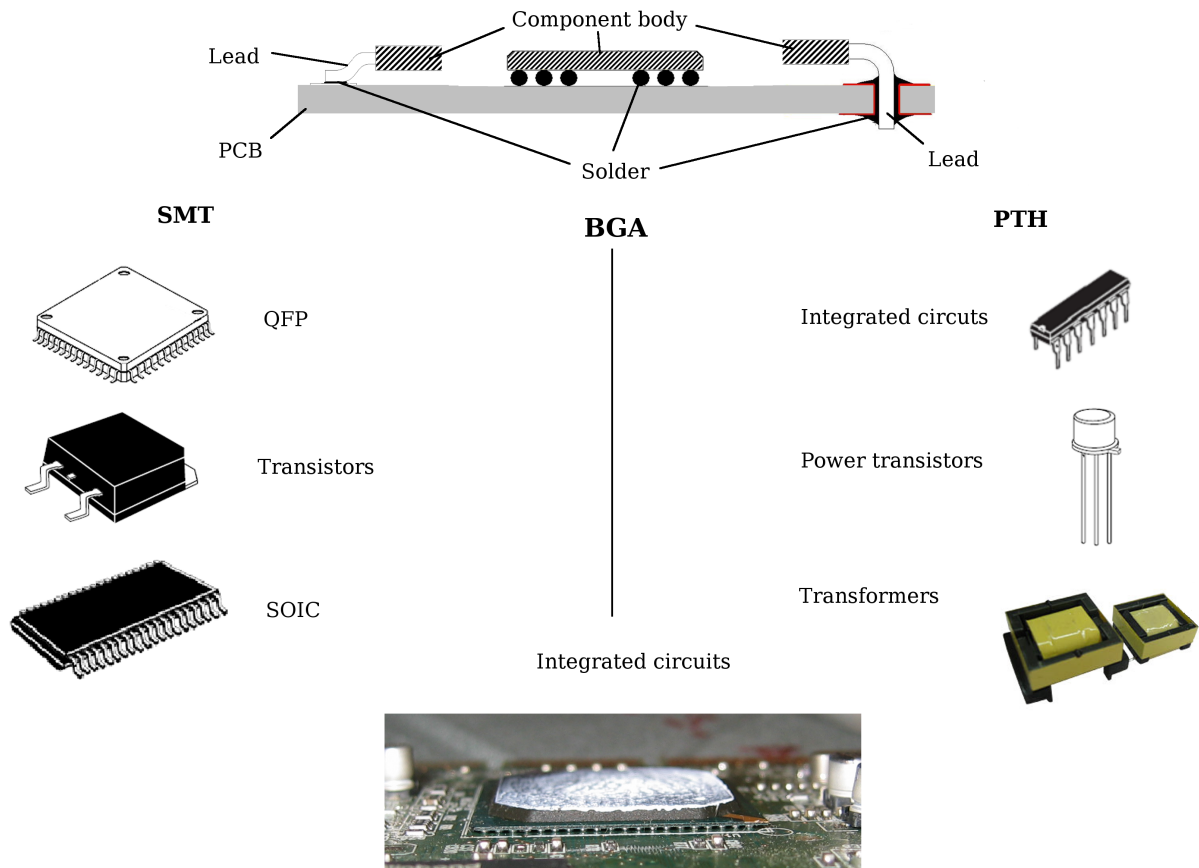 Component body
Lead
PCB
Solder
Lead
SMT
BGA
PTH
QFP
Integrated circuts
Transistors
Power transistors
SOIC
Transformers
Integrated circuits